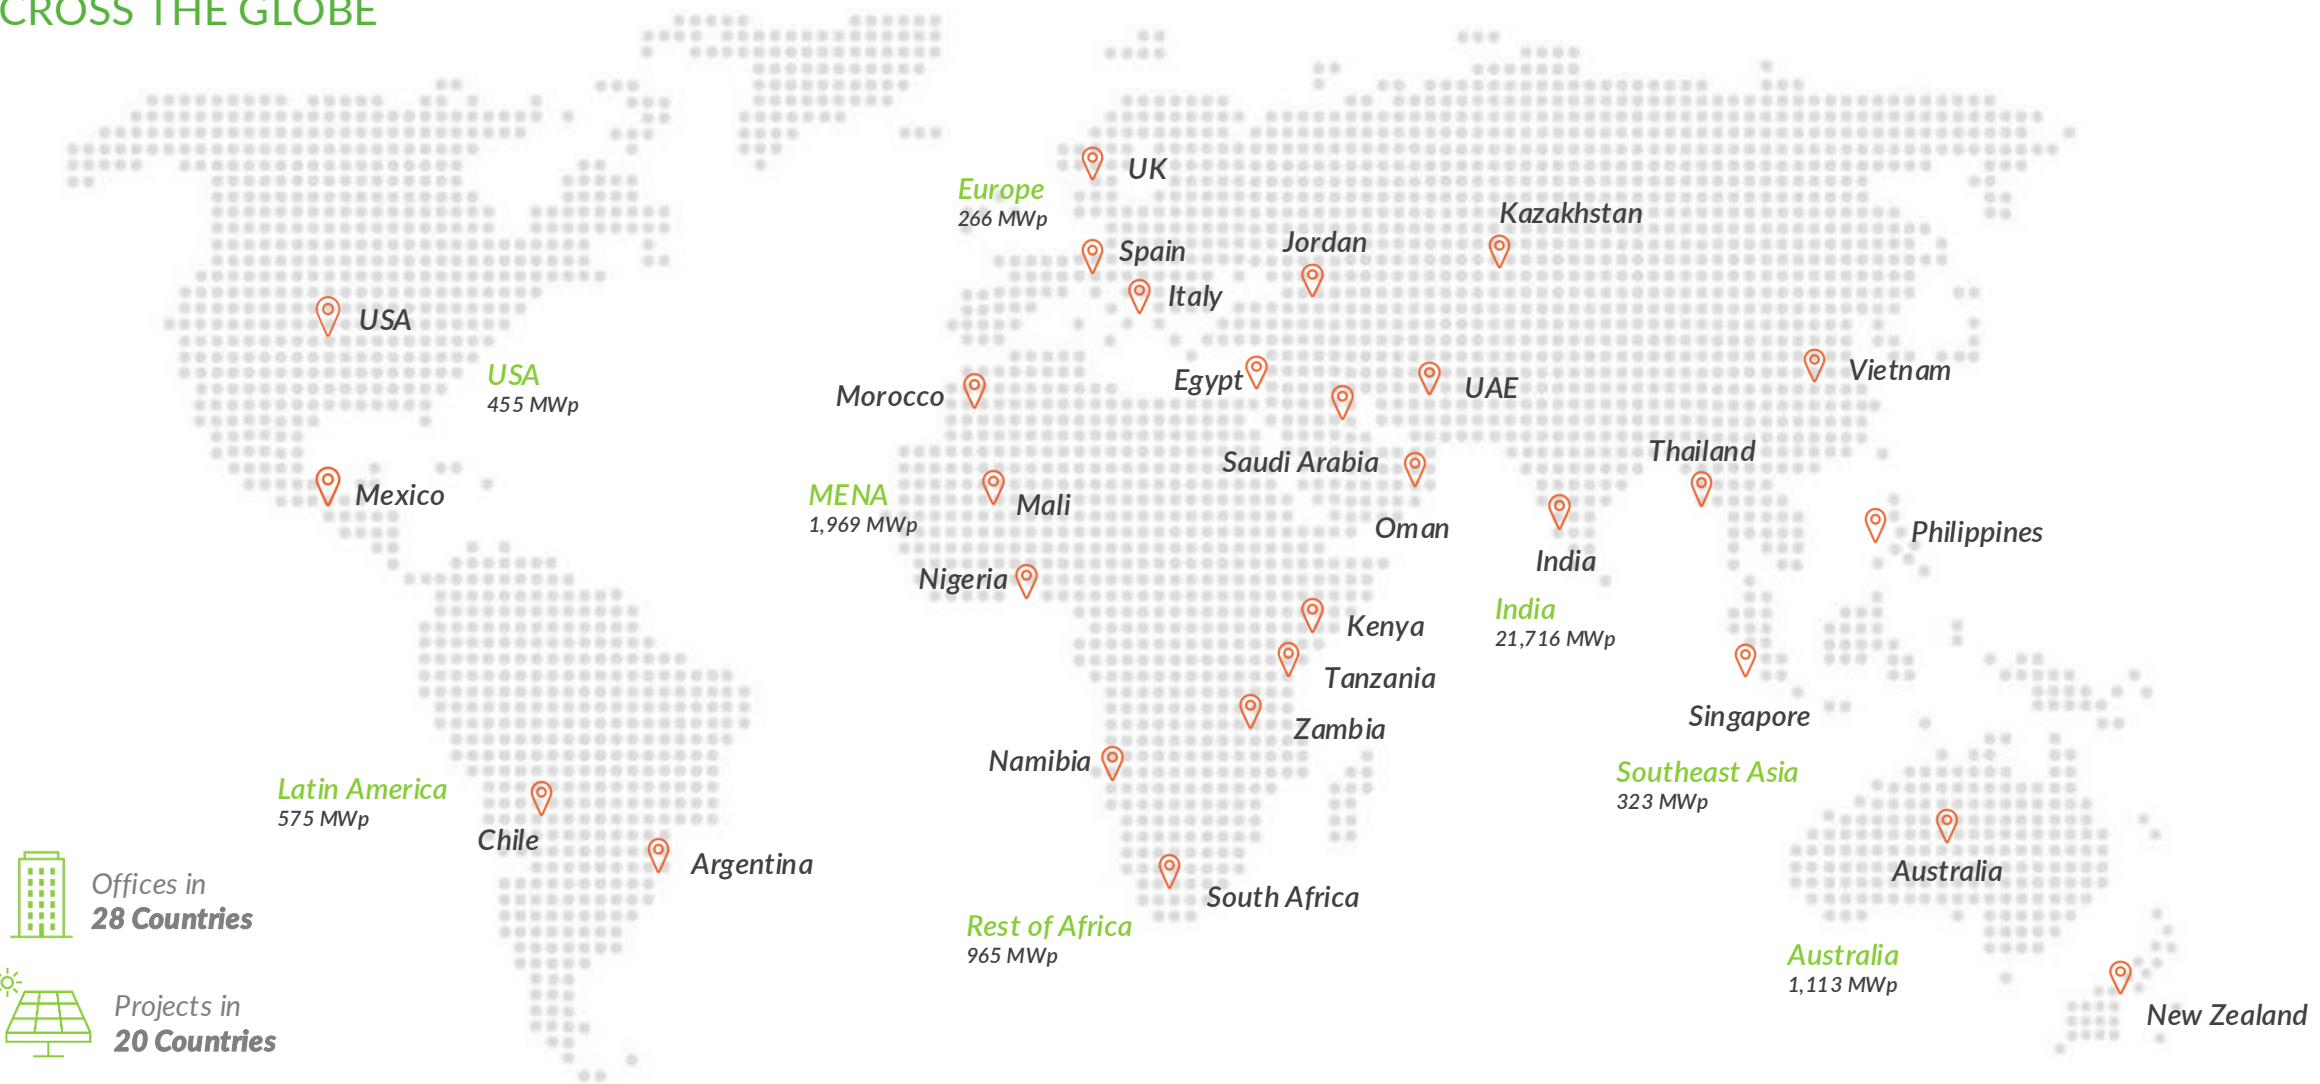 CROSS THE GLOBE
UK
Europe
266 MWp
Kazakhstan
Jordan
Spain
Italy
USA
USA
455 MWp
Morocco
Egypt
UAE
Vietnam
Thailand
Saudi Arabia
Mexico
MENA
1,969 MWp
Mali
Oman
Philippines
India
Nigeria
India
21,716 MWp
Kenya
Tanzania
Singapore
Zambia
Namibia
Southeast Asia
323 MWp
Latin America
575 MWp
Chile
Argentina
Australia
South Africa
Offices in
28 Countries
Rest of Africa
965 MWp
Australia
1,113 MWp
Projects in
20 Countries
New Zealand